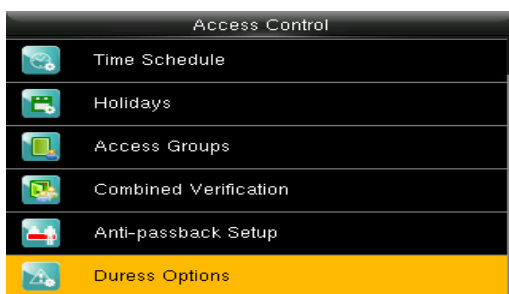 Access Control
Time Schedule
Holidays
Access Groups
Combined Verification
Anti-passback Setup
Duress Options